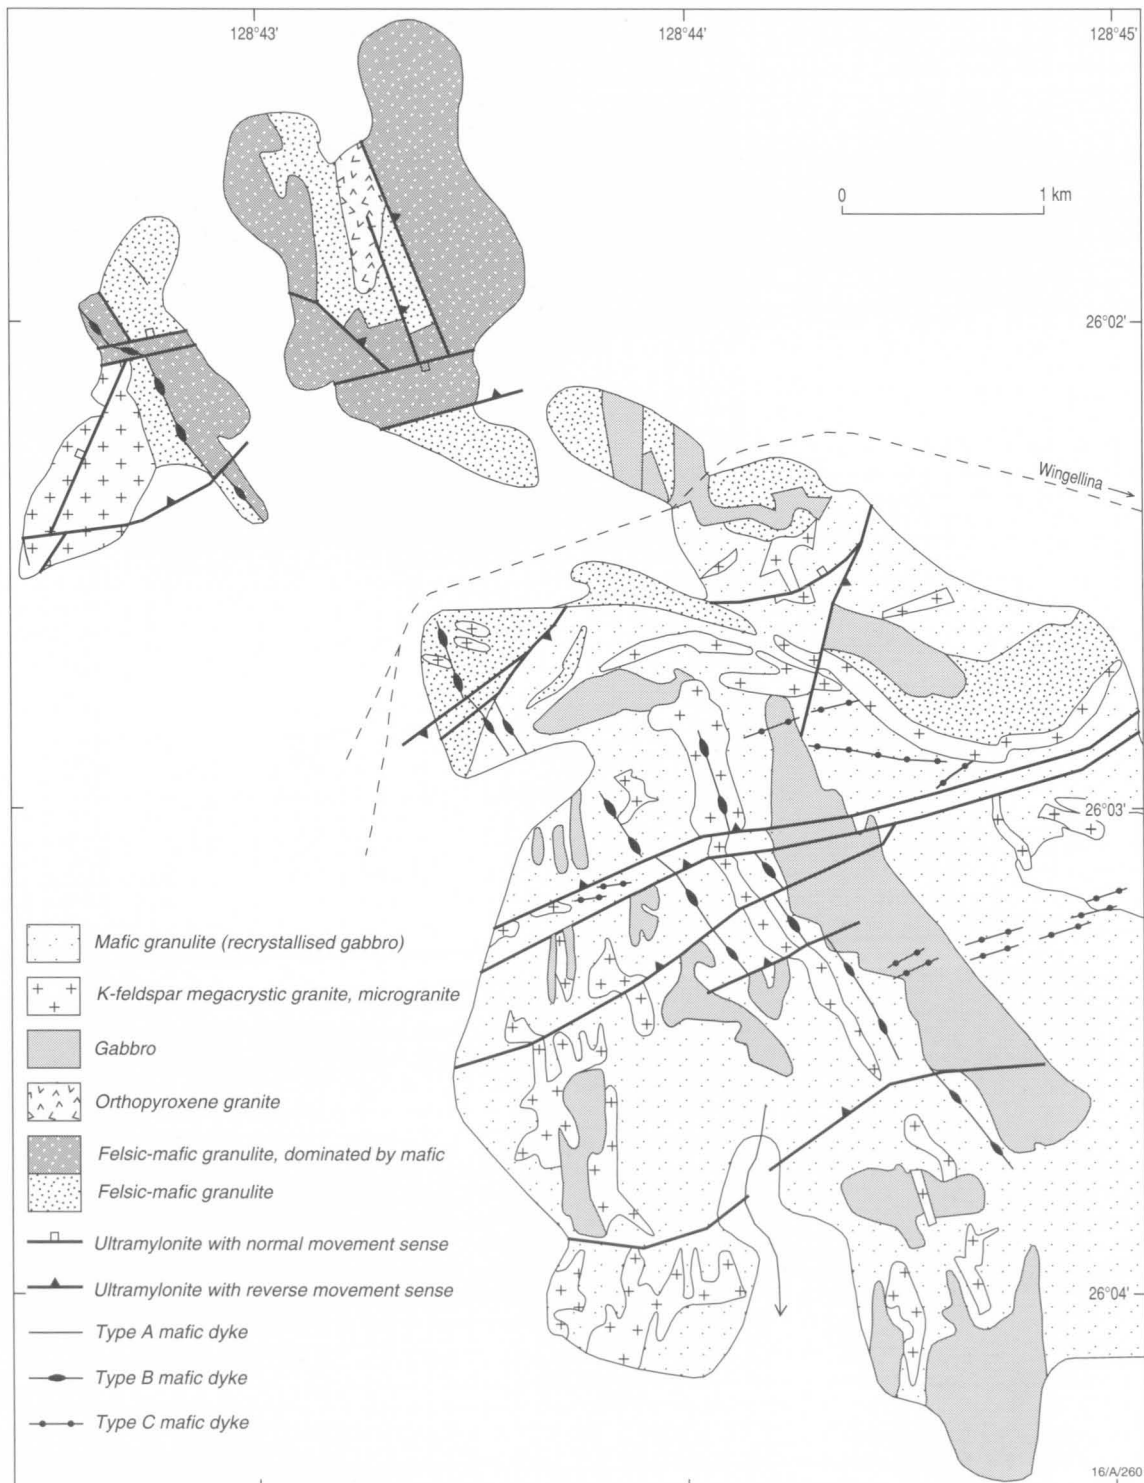 128°43'
128°44'
128°45'
0
1 km
26°02'
Wingellina
26°03'
Mafic granulite (recrystallised gabbro)
K-feldspar megacrystic granite, microgranite
Gabbro
Orthopyroxene granite
Felsic-mafic granulite, dominated by mafic
Felsic-mafic granulite
Ultramylonite with normal movement sense
Ultramylonite with reverse movement sense
26°04'
Type A mafic dyke
Type B mafic dyke
Type C mafic dyke
16/A/260